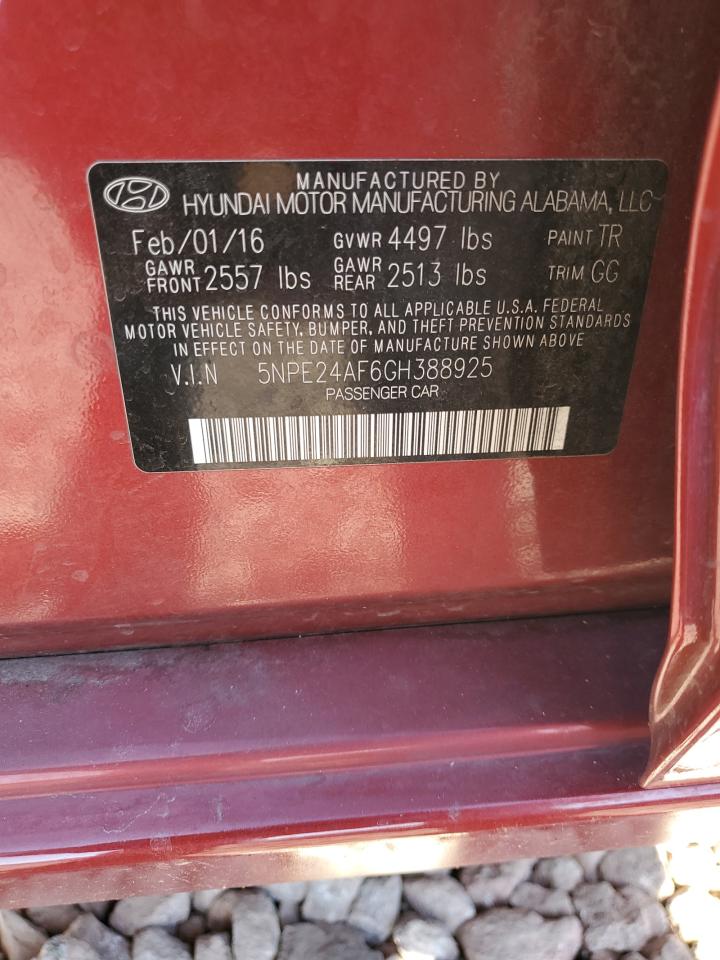 MANUFACTURED BY
HYUNDAI MOTOR MANUFACTURING ALABAMA, LLC
Feb/01/16 GVWR 4497 lbs PAINT TR
GAWR FRONT 2557 lbs GAWR REAR 2513 lbs TRIM GG
THIS VEHICLE CONFORMS TO ALL APPLICABLE U.S.A. FEDERAL
MOTOR VEHICLE SAFETY, BUMPER, AND THEFT PREVENTION STANDARDS
IN EFFECT ON THE DATE OF MANUFACTURE SHOWN ABOVE
V.I.N 5NPE24AF6GH388925
PASSENGER CAR